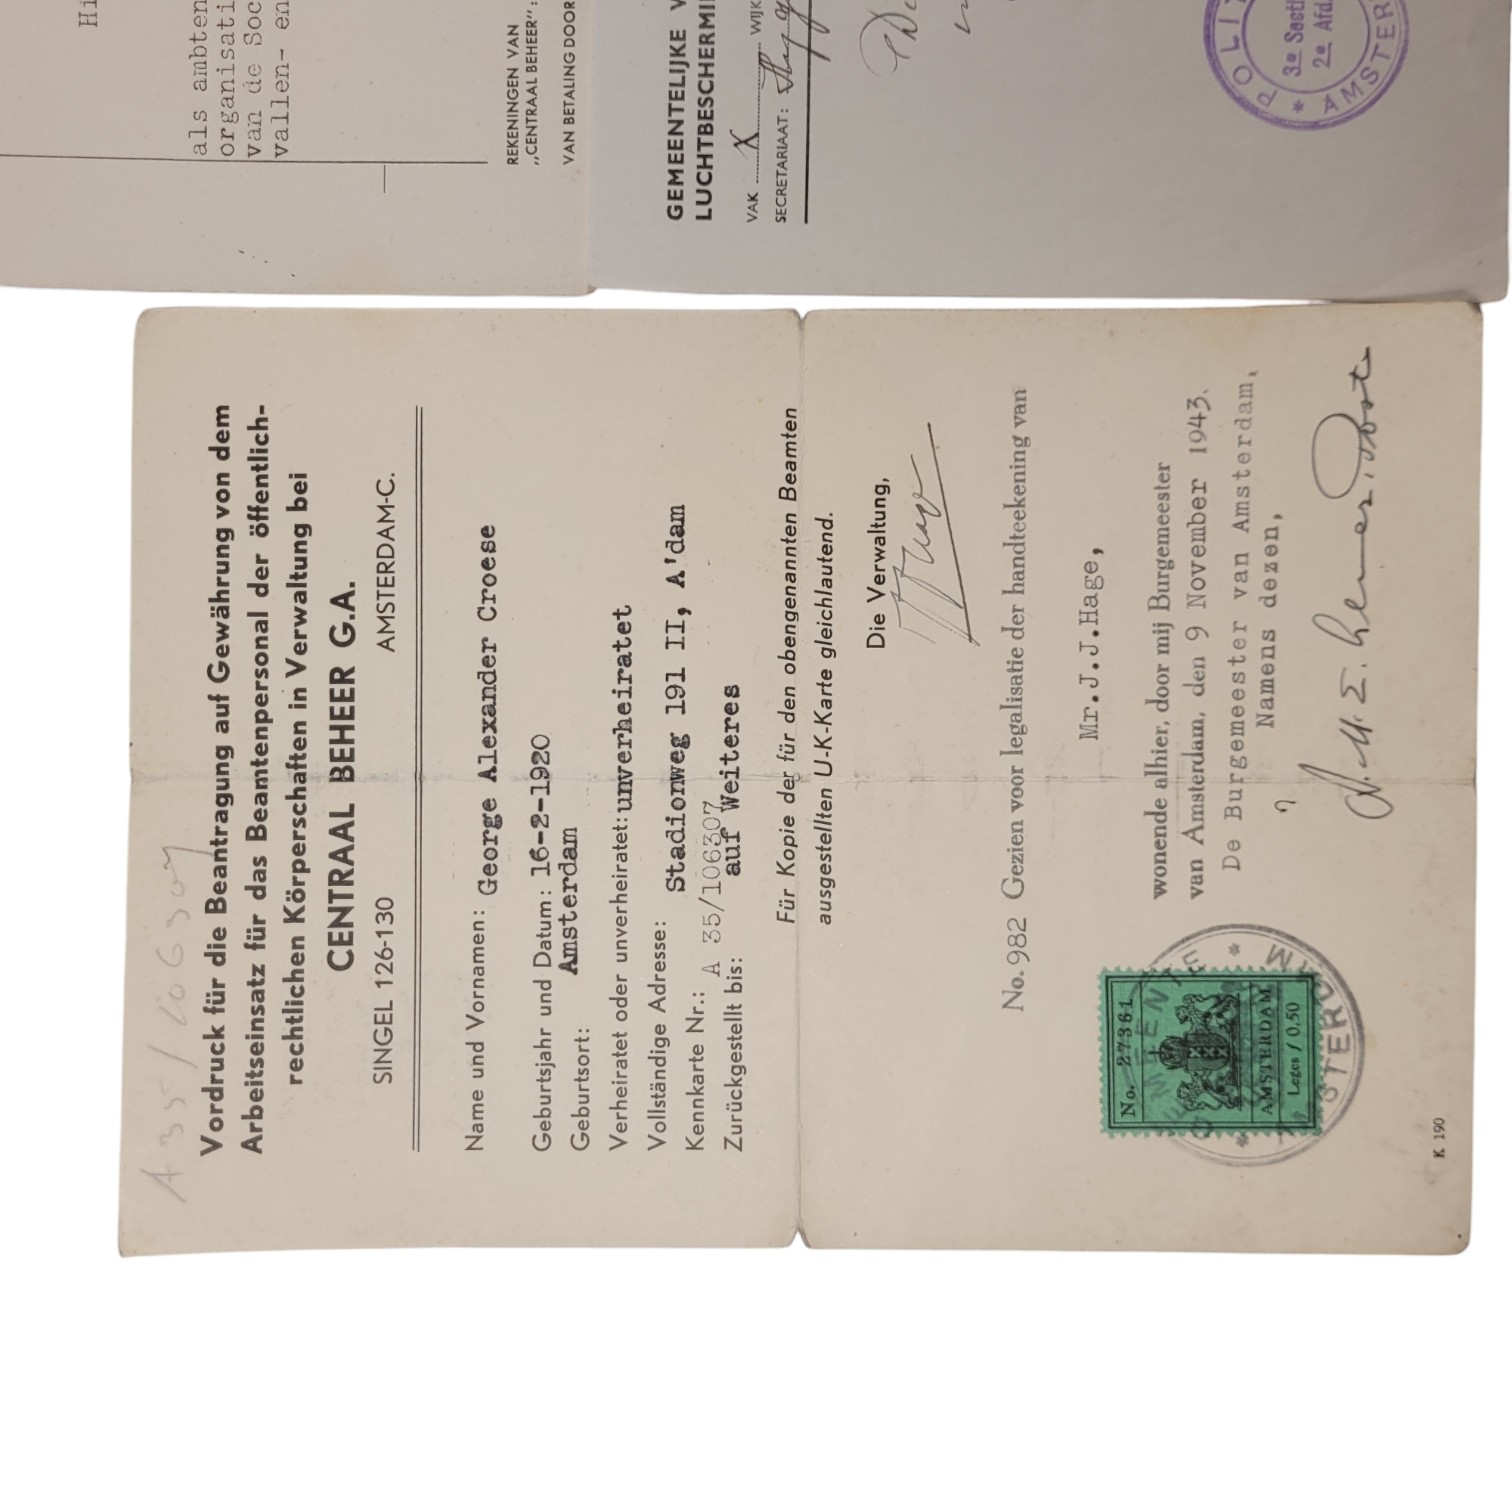 Hi
als ambten
organisati
van de Soc
vallen- en
REKENINGEN VAN
„CENTRAAL BEHEER":
VAN BETALING DOOR
GEMEENTELIJKE
LUCHTBESCHERMI
VAK X WIJK
SECRETARIAAT:
POLIT
3e Secti
2e Afd.
* AMSTER
A 35/106307
Vordruck für die Beantragung auf Gewährung von dem
Arbeitseinsatz für das Beamtenpersonal der öffentlich-
rechtlichen Körperschaften in Verwaltung bei
CENTRAAL BEHEER G.A.
SINGEL 126-130 AMSTERDAM-C.
Name und Vornamen: George Alexander Croese
Geburtsjahr und Datum: 16-2-1920
Geburtsort: Amsterdam
Verheiratet oder unverheiratet: unverheiratet
Vollständige Adresse: Stadionweg 191 II, A'dam
Kennkarte Nr.: A 35/106307
Zurückgestellt bis: auf Weiteres
Für Kopie der für den obengenannten Beamten
ausgestellten U-K-Karte gleichlautend.
Die Verwaltung,
No. 982 Gezien voor legalisatie der handteekening van
Mr.J.J.Hage,
wonende alhier, door mij Burgemeester
van Amsterdam, den 9 November 1943.
De Burgemeester van Amsterdam,
Namens dezen,
No. 27361
AMSTERDAM
Leges f 0.50
GEMEENTE * AMSTERDAM *
K 190